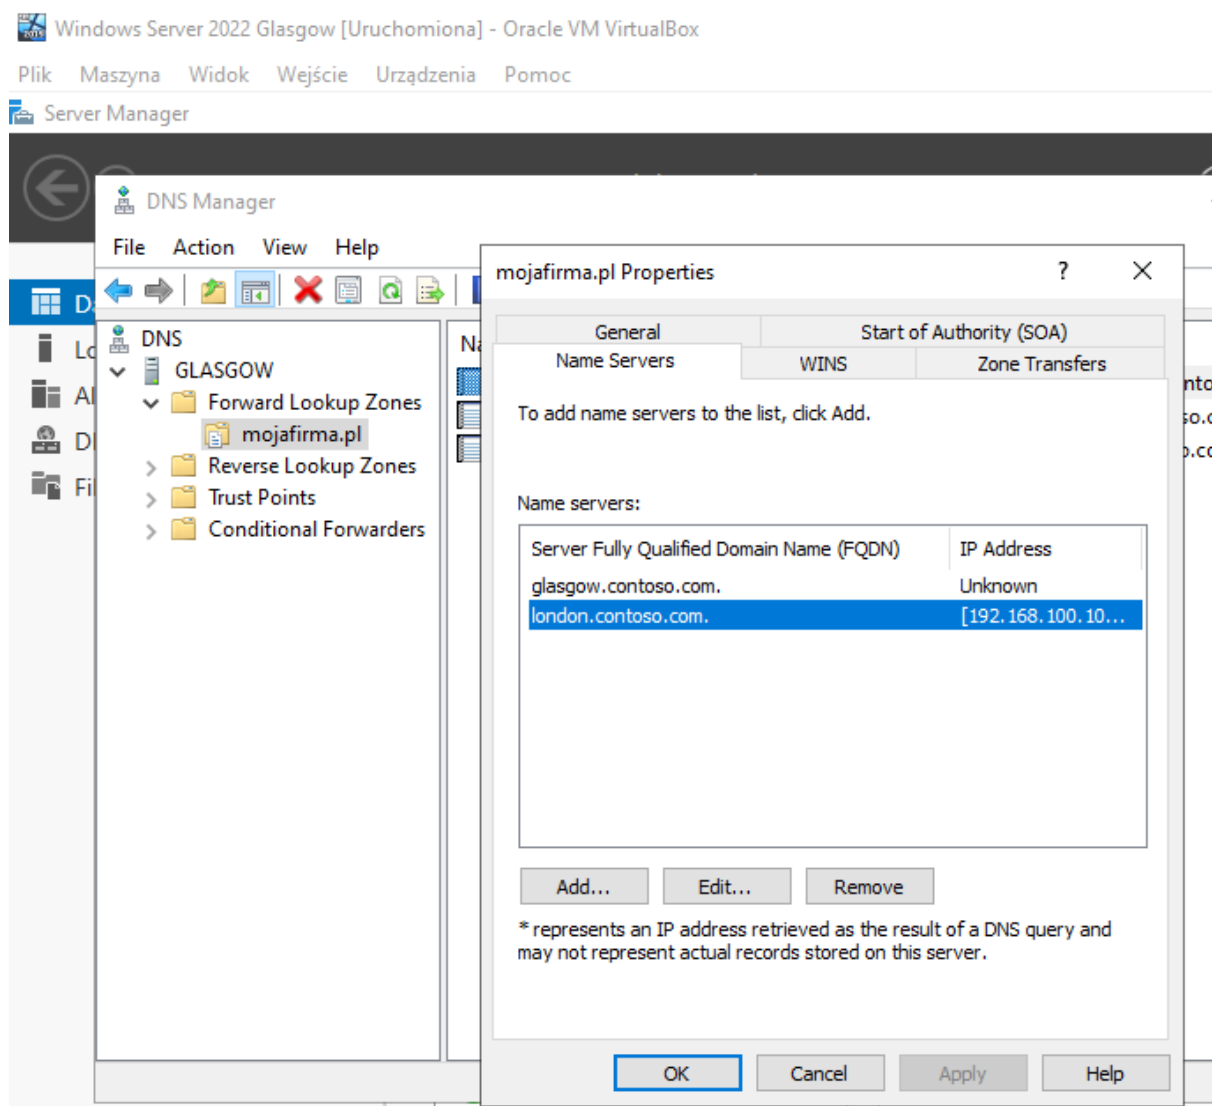 Windows Server 2022 Glasgow [Uruchomiona] - Oracle VM VirtualBox
Plik Maszyna Widok Wejście Urządzenia Pomoc
Server Manager
DNS Manager
File Action View Help
DNS
GLASGOW
Forward Lookup Zones
mojafirma.pl
Reverse Lookup Zones
Trust Points
Conditional Forwarders
mojafirma.pl Properties ?
General Start of Authority (SOA)
Name Servers WINS Zone Transfers
To add name servers to the list, click Add.
Name servers:
Server Fully Qualified Domain Name (FQDN) IP Address
glasgow.contoso.com. Unknown
london.contoso.com. [192.168.100.10...
Add... Edit... Remove
* represents an IP address retrieved as the result of a DNS query and
may not represent actual records stored on this server.
OK Cancel Apply Help